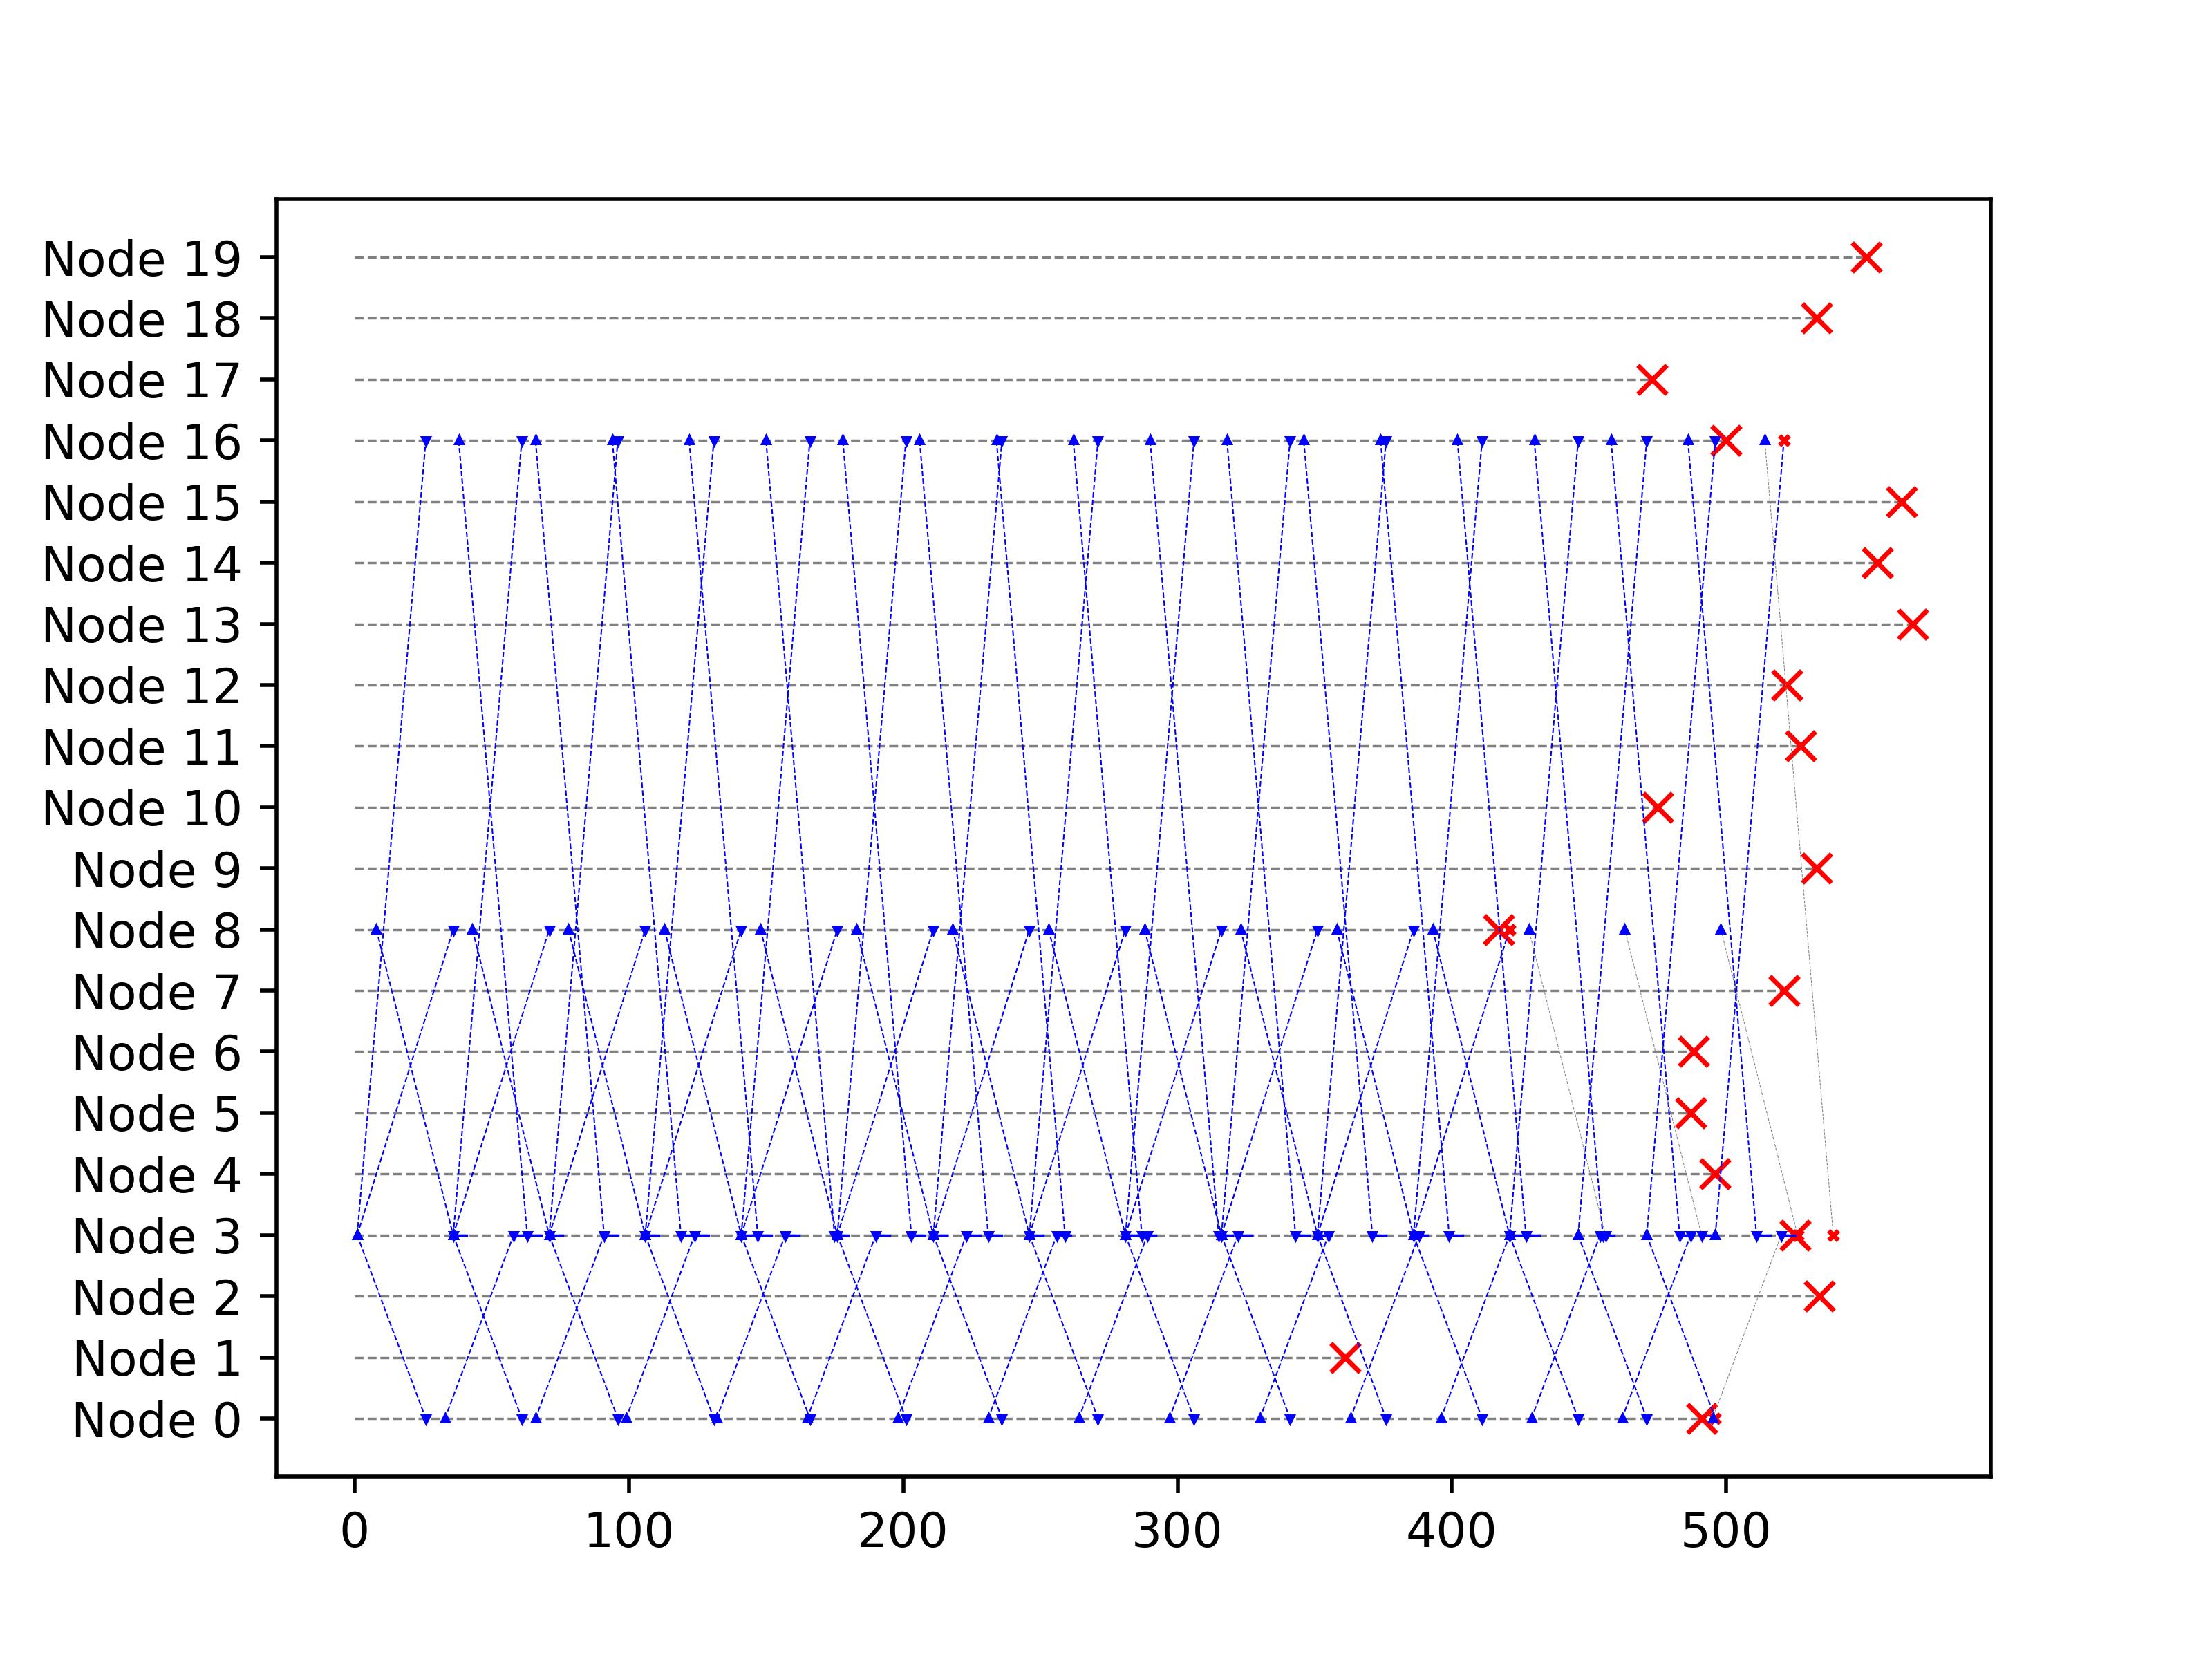 Node 19
Node 18
Node 17
Node 16
Node 15
Node 14
Node 13
Node 12
Node 11
Node 10
Node 9
Node 8
Node 7
Node 6
Node 5
Node 4
Node 3
Node 2
Node 1
Node 0
0 100 200 300 400 500